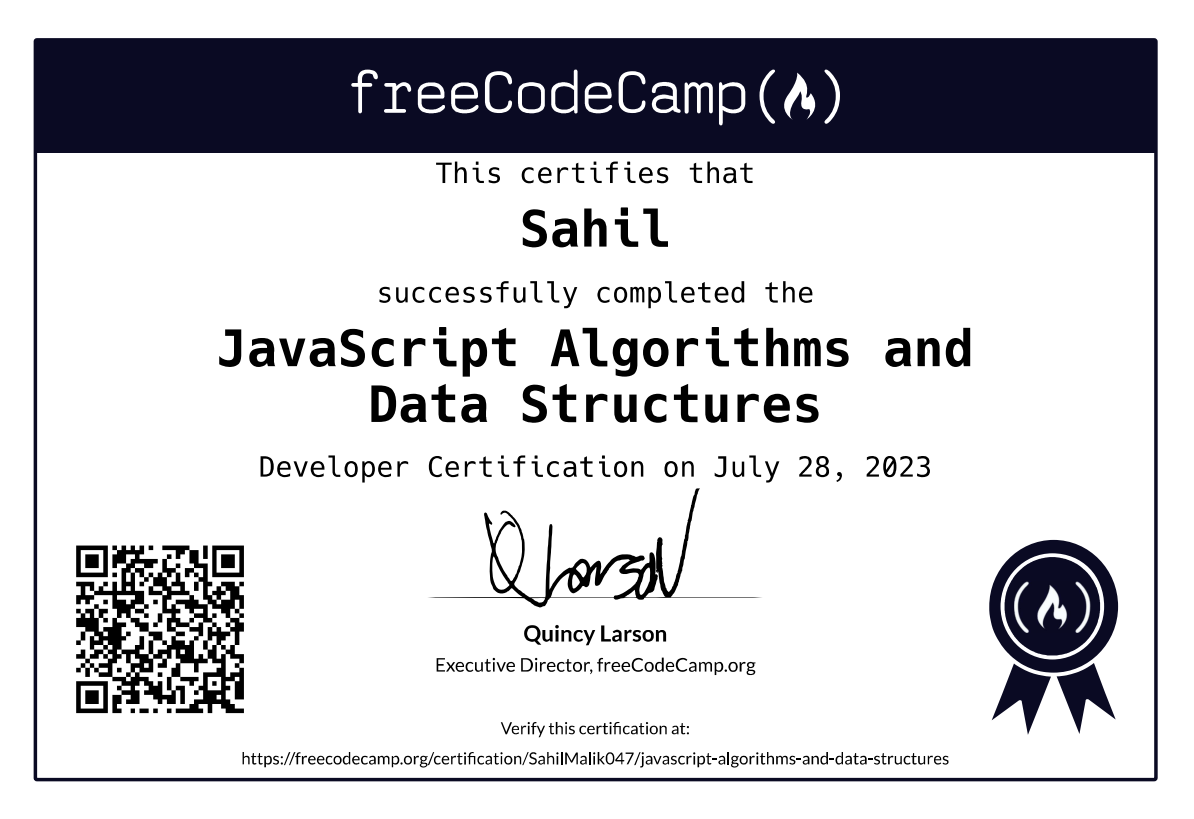 freeCodeCamp
This certifies that
Sahil
successfully completed the
JavaScript Algorithms and
Data Structures
Developer Certification on July 28, 2023
Q Larson
Quincy Larson
Executive Director, freeCodeCamp.org
Verify this certification at:
https://freecodecamp.org/certification/SahilMalik047/javascript-algorithms-and-data-structures